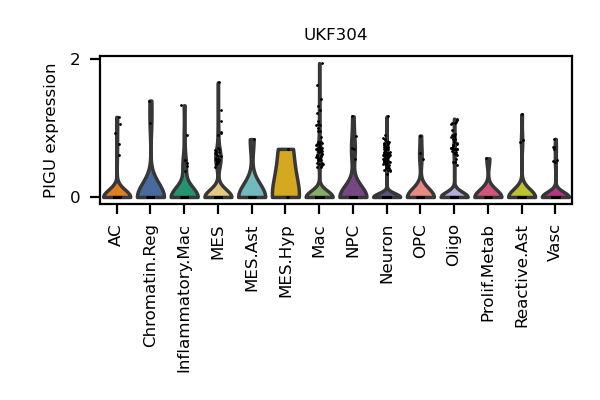 UKF304
PIGU expression
2
0
AC
Chromatin.Reg
Inflammatory.Mac
MES
MES.Ast
MES.Hyp
Mac
NPC
Neuron
OPC
Oligo
Prolif.Metab
Reactive.Ast
Vasc